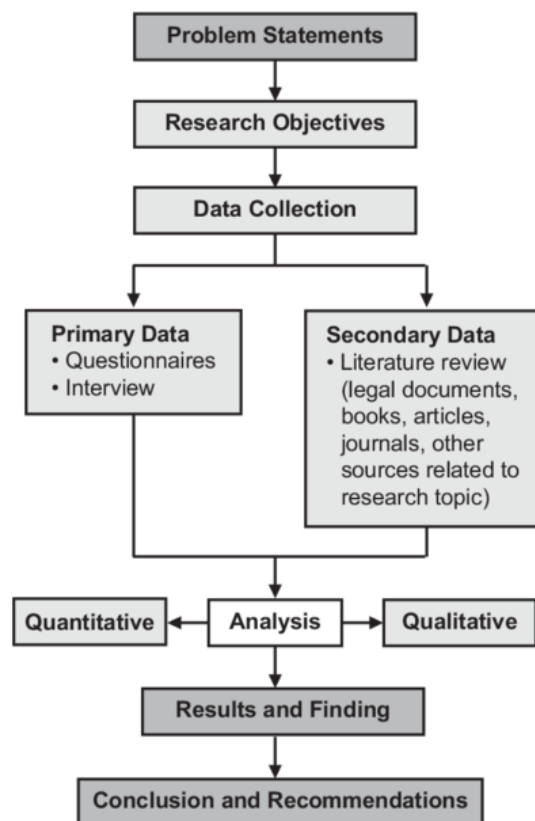 Problem Statements
Research Objectives
Data Collection
Primary Data
• Questionnaires
• Interview
Secondary Data
• Literature review
(legal documents,
books, articles,
journals, other
sources related to
research topic)
Quantitative
Analysis
Qualitative
Results and Finding
Conclusion and Recommendations